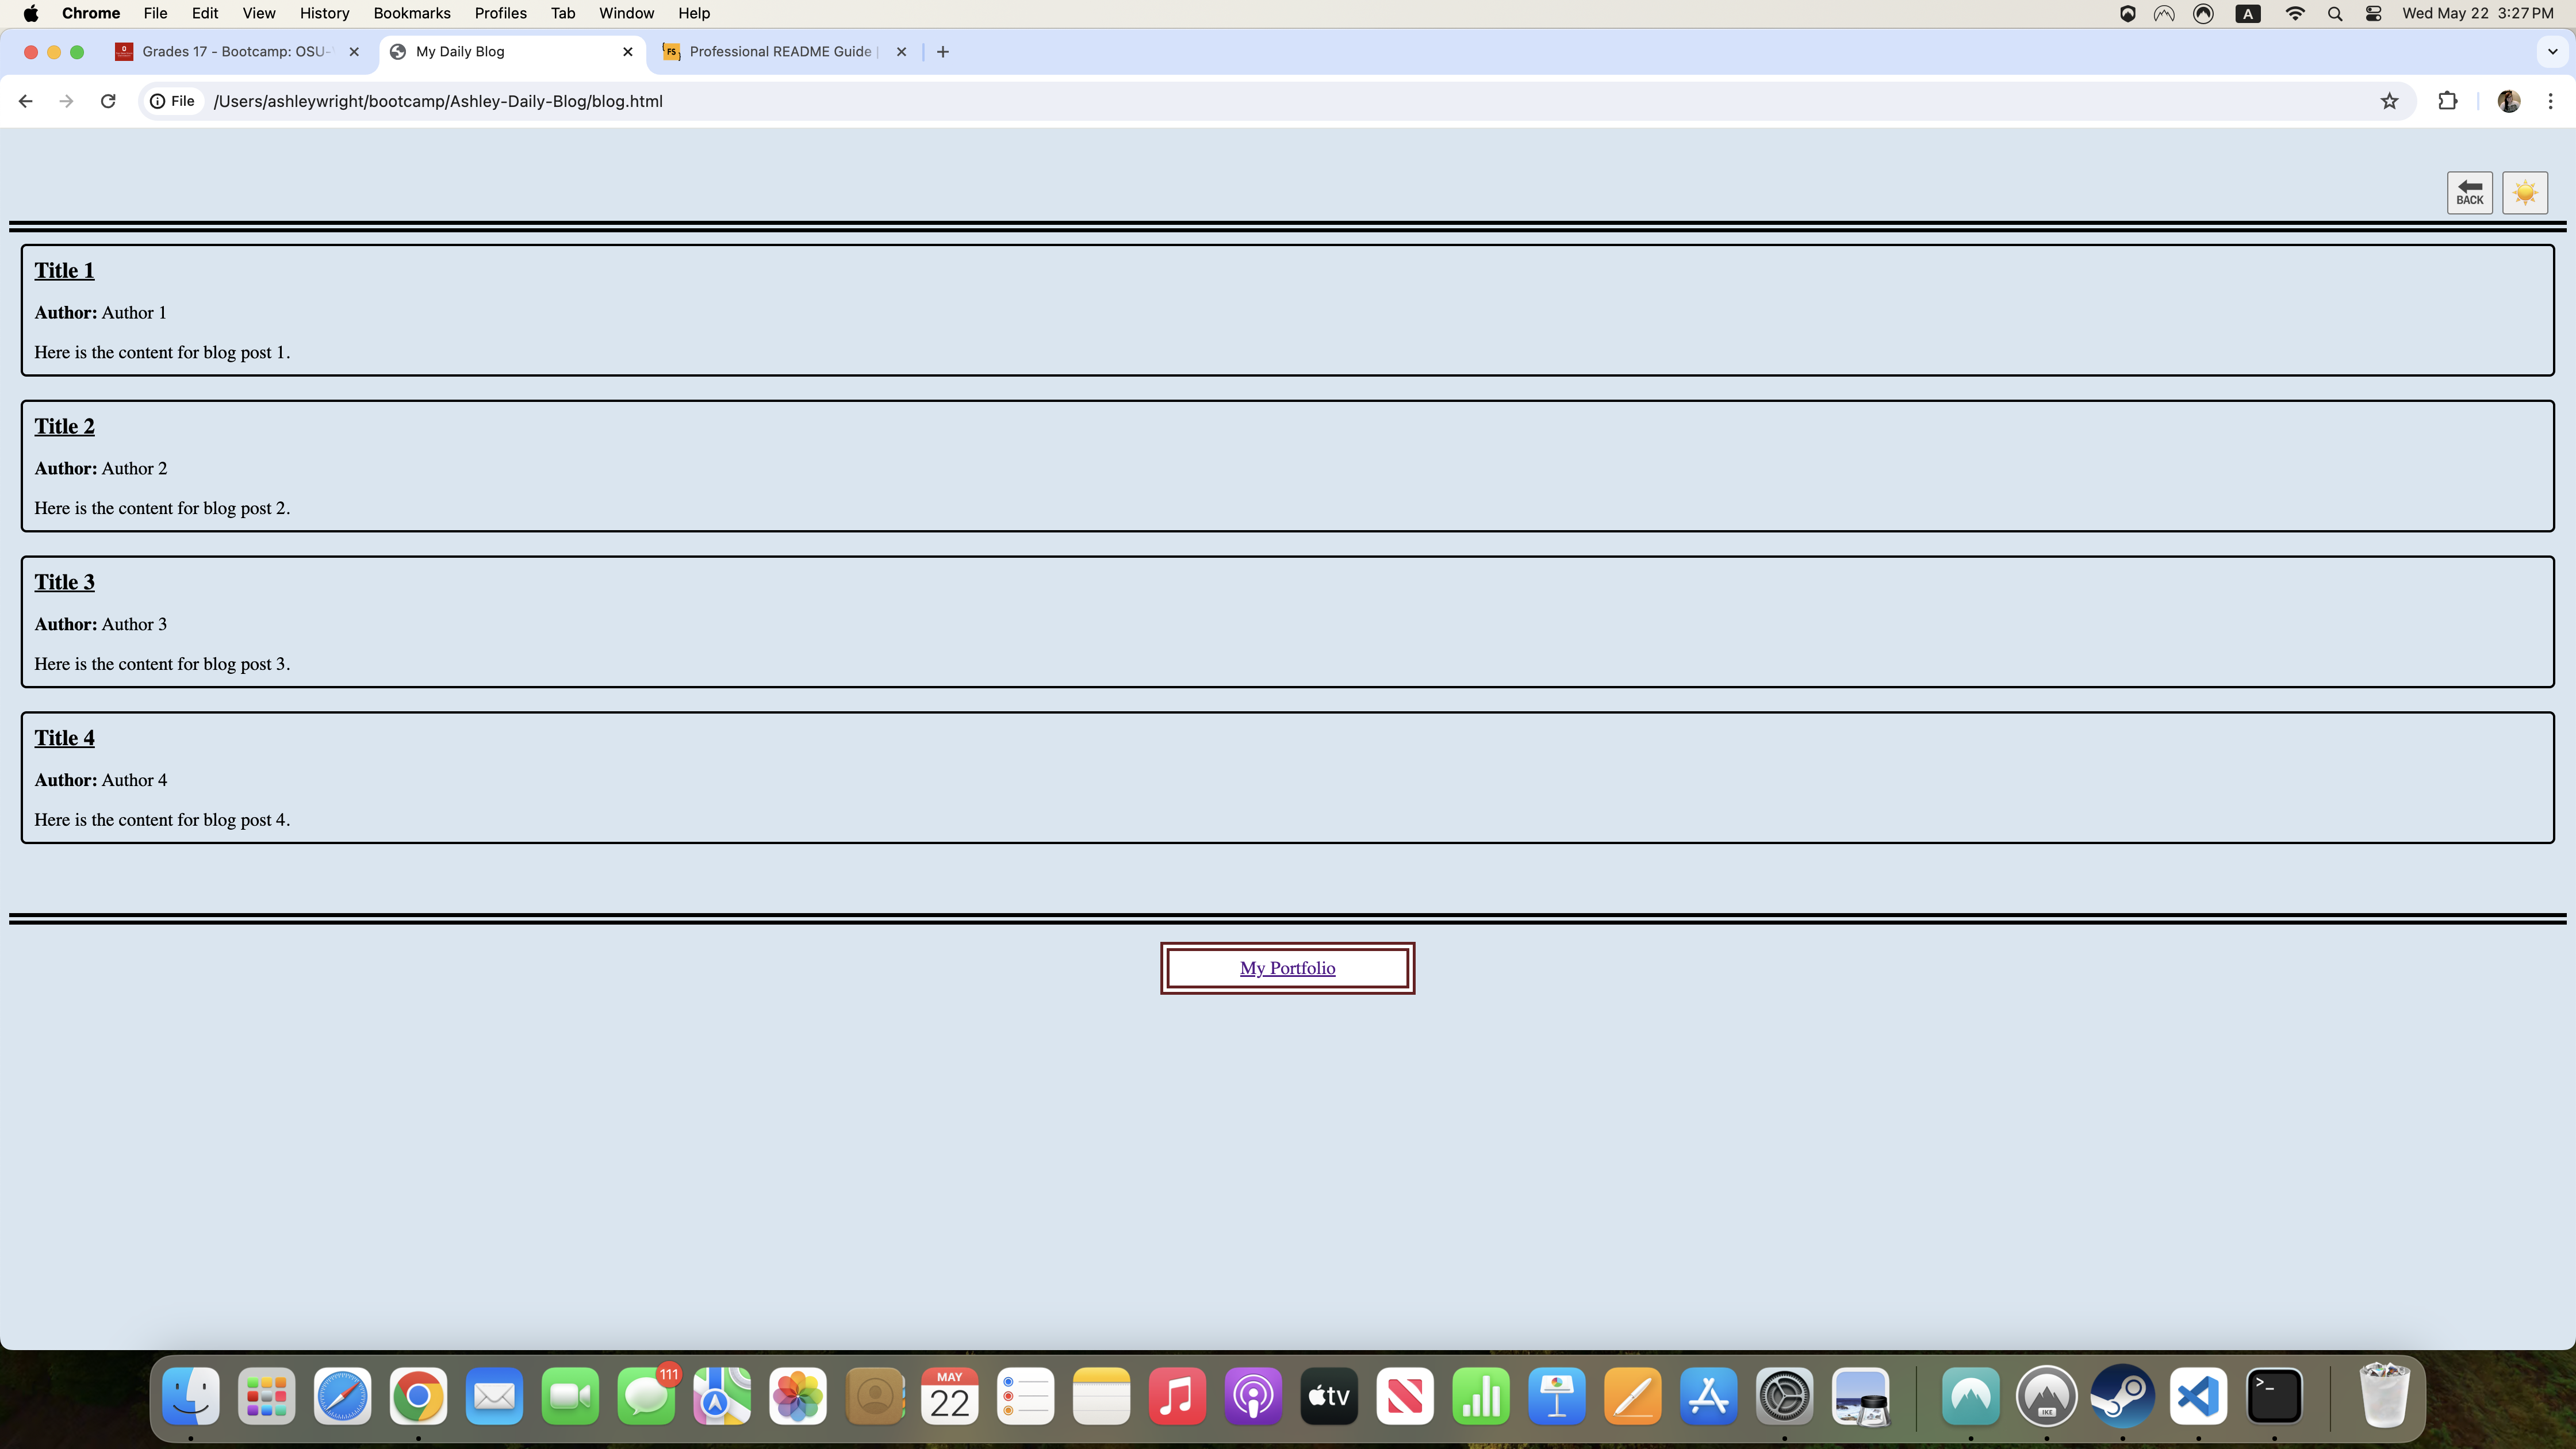 Chrome File Edit View History Bookmarks Profiles Tab Window Help A Wed May 22 3:27 PM
Grades 17 - Bootcamp: OSU- My Daily Blog FS Professional README Guide
File /Users/ashleywright/bootcamp/Ashley-Daily-Blog/blog.html
BACK
Title 1
Author: Author 1
Here is the content for blog post 1.
Title 2
Author: Author 2
Here is the content for blog post 2.
Title 3
Author: Author 3
Here is the content for blog post 3.
Title 4
Author: Author 4
Here is the content for blog post 4.
My Portfolio
111
MAY
22
tv
IKE
>_